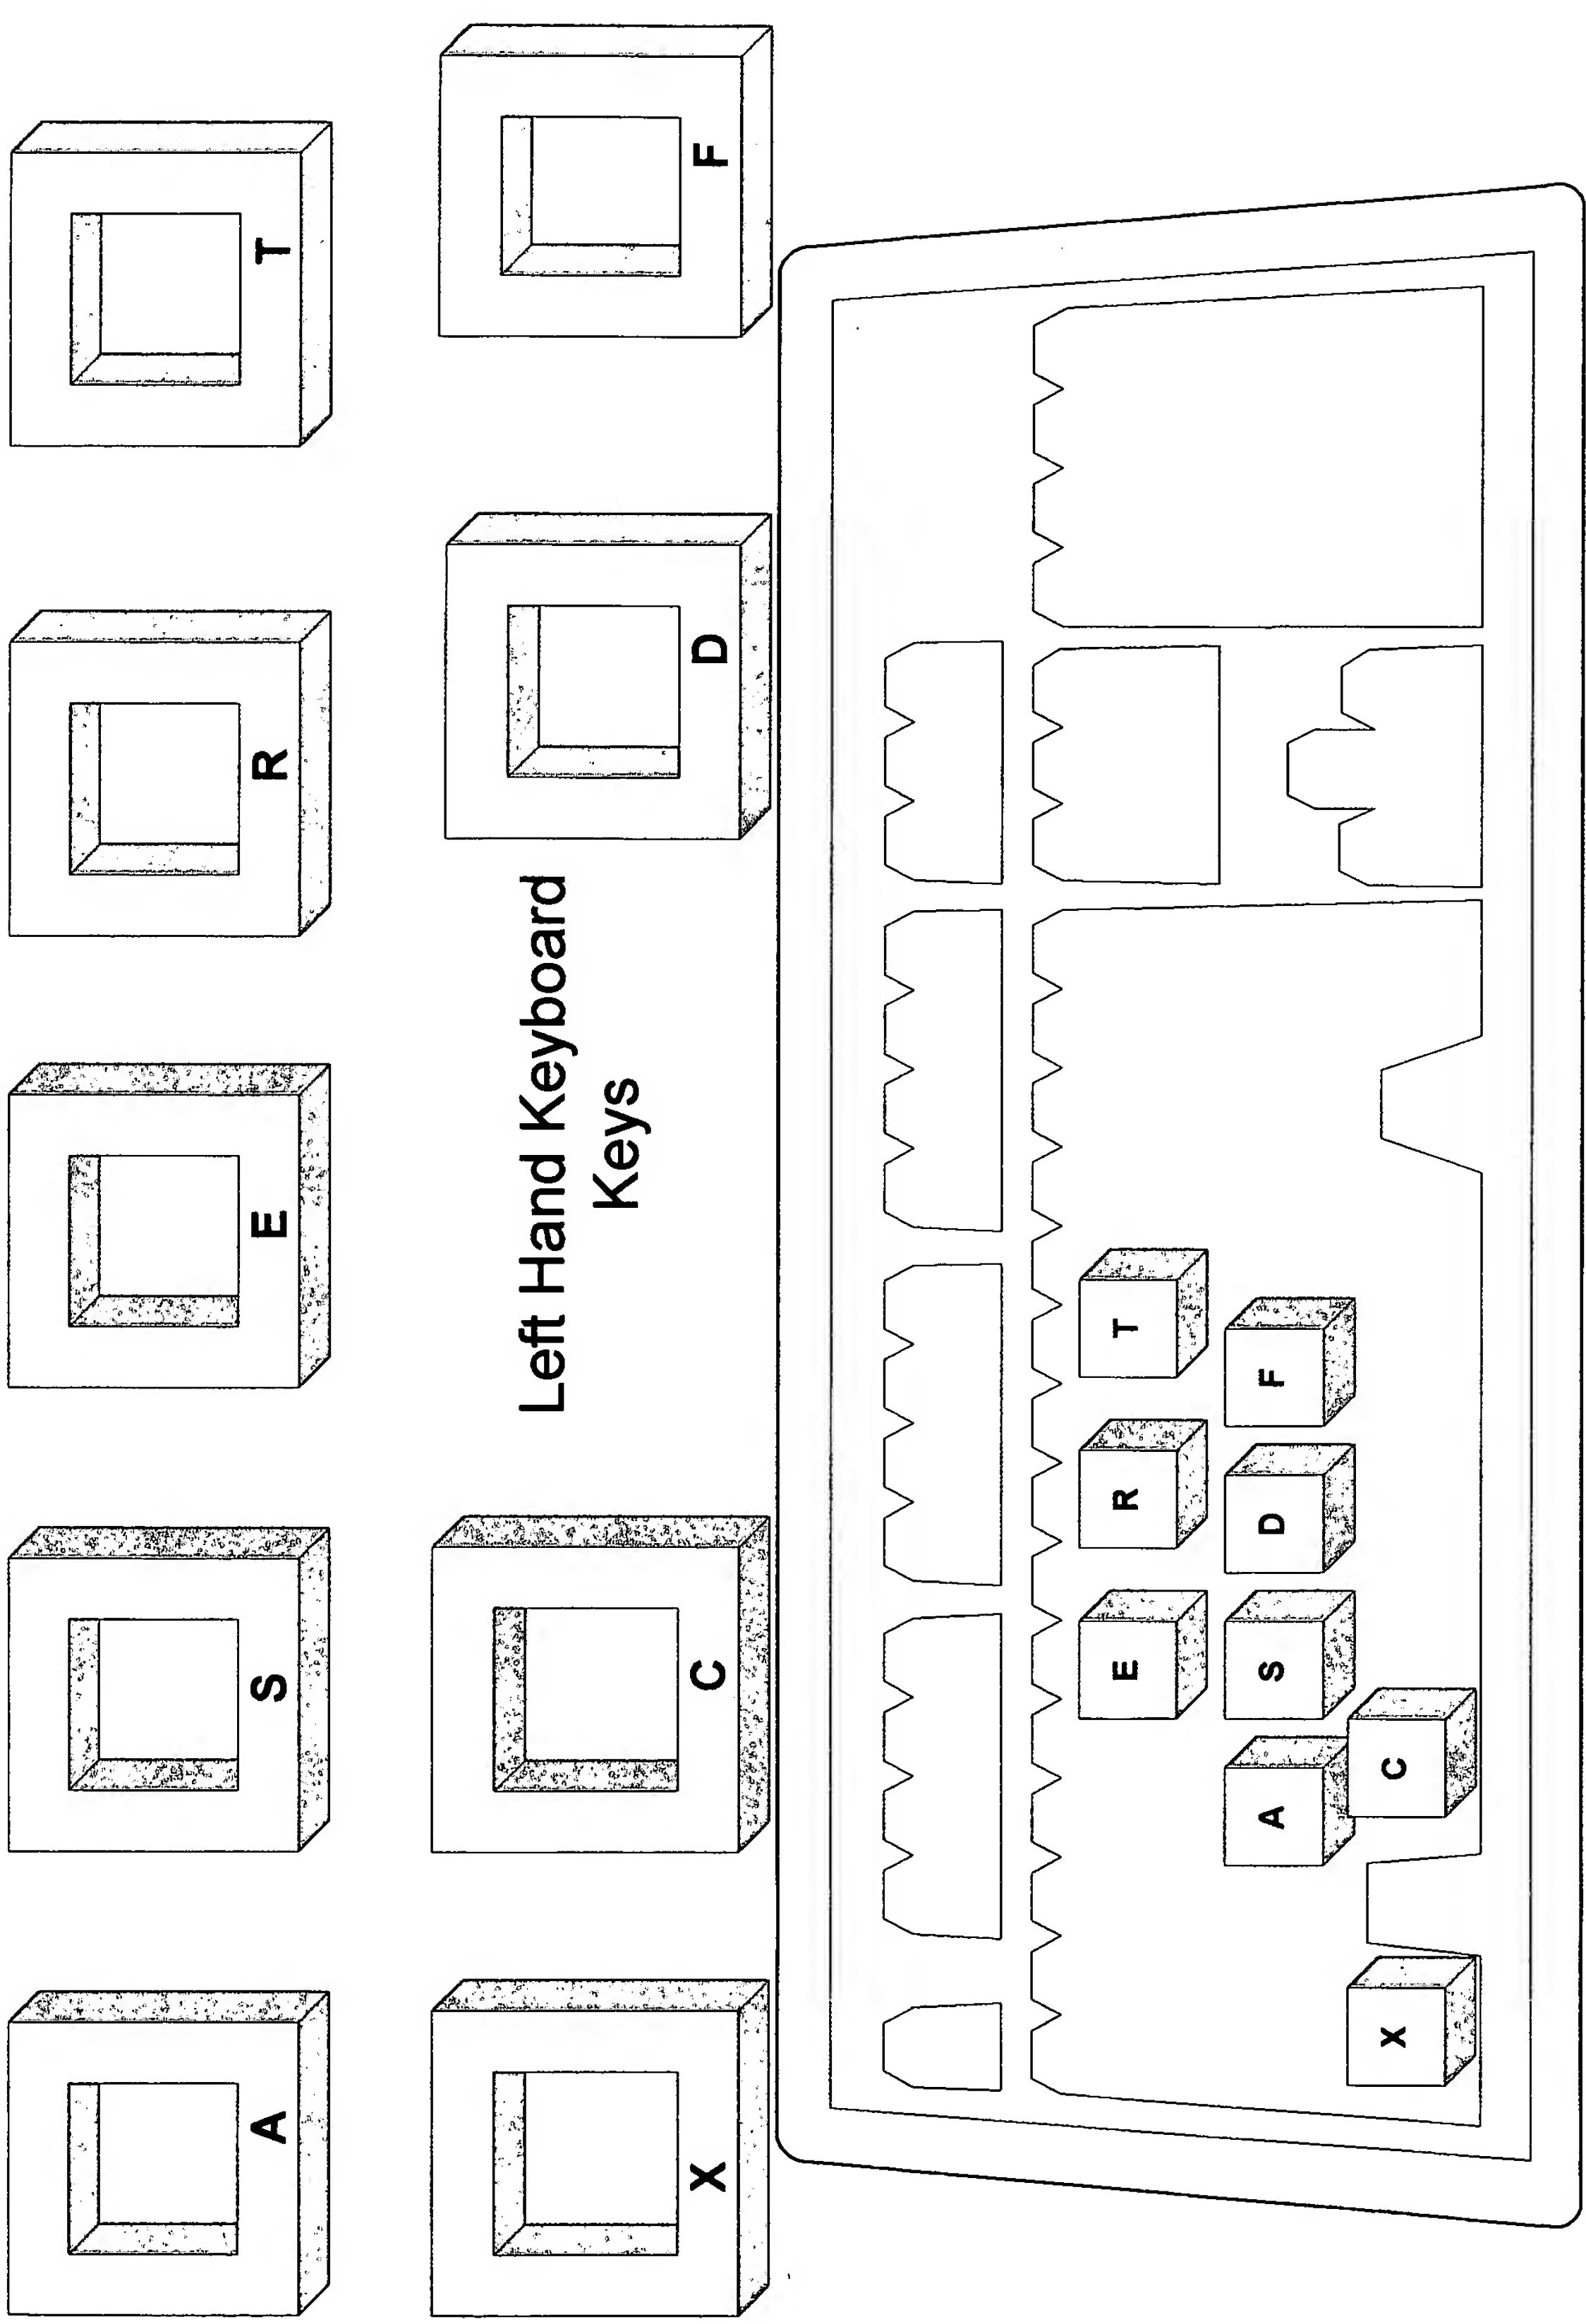 A S E R T
X C D F
Left Hand Keyboard
Keys
E R T
A S D F
X C